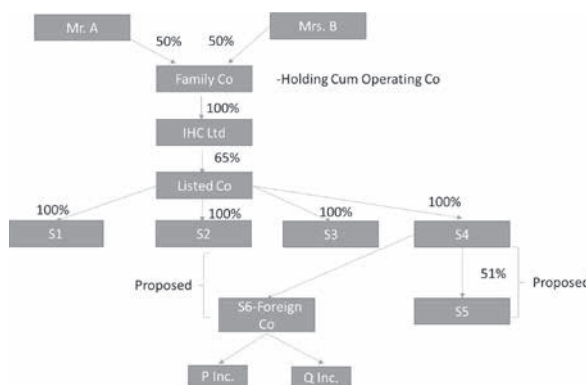 Mr. A
Mrs. B
50%
50%
Family Co
-Holding Cum Operating Co
100%
IHC Ltd
65%
Listed Co
100%
100%
100%
100%
S1
S2
S3
S4
Proposed
51%
Proposed
S6-Foreign
Co
S5
P Inc.
Q Inc.